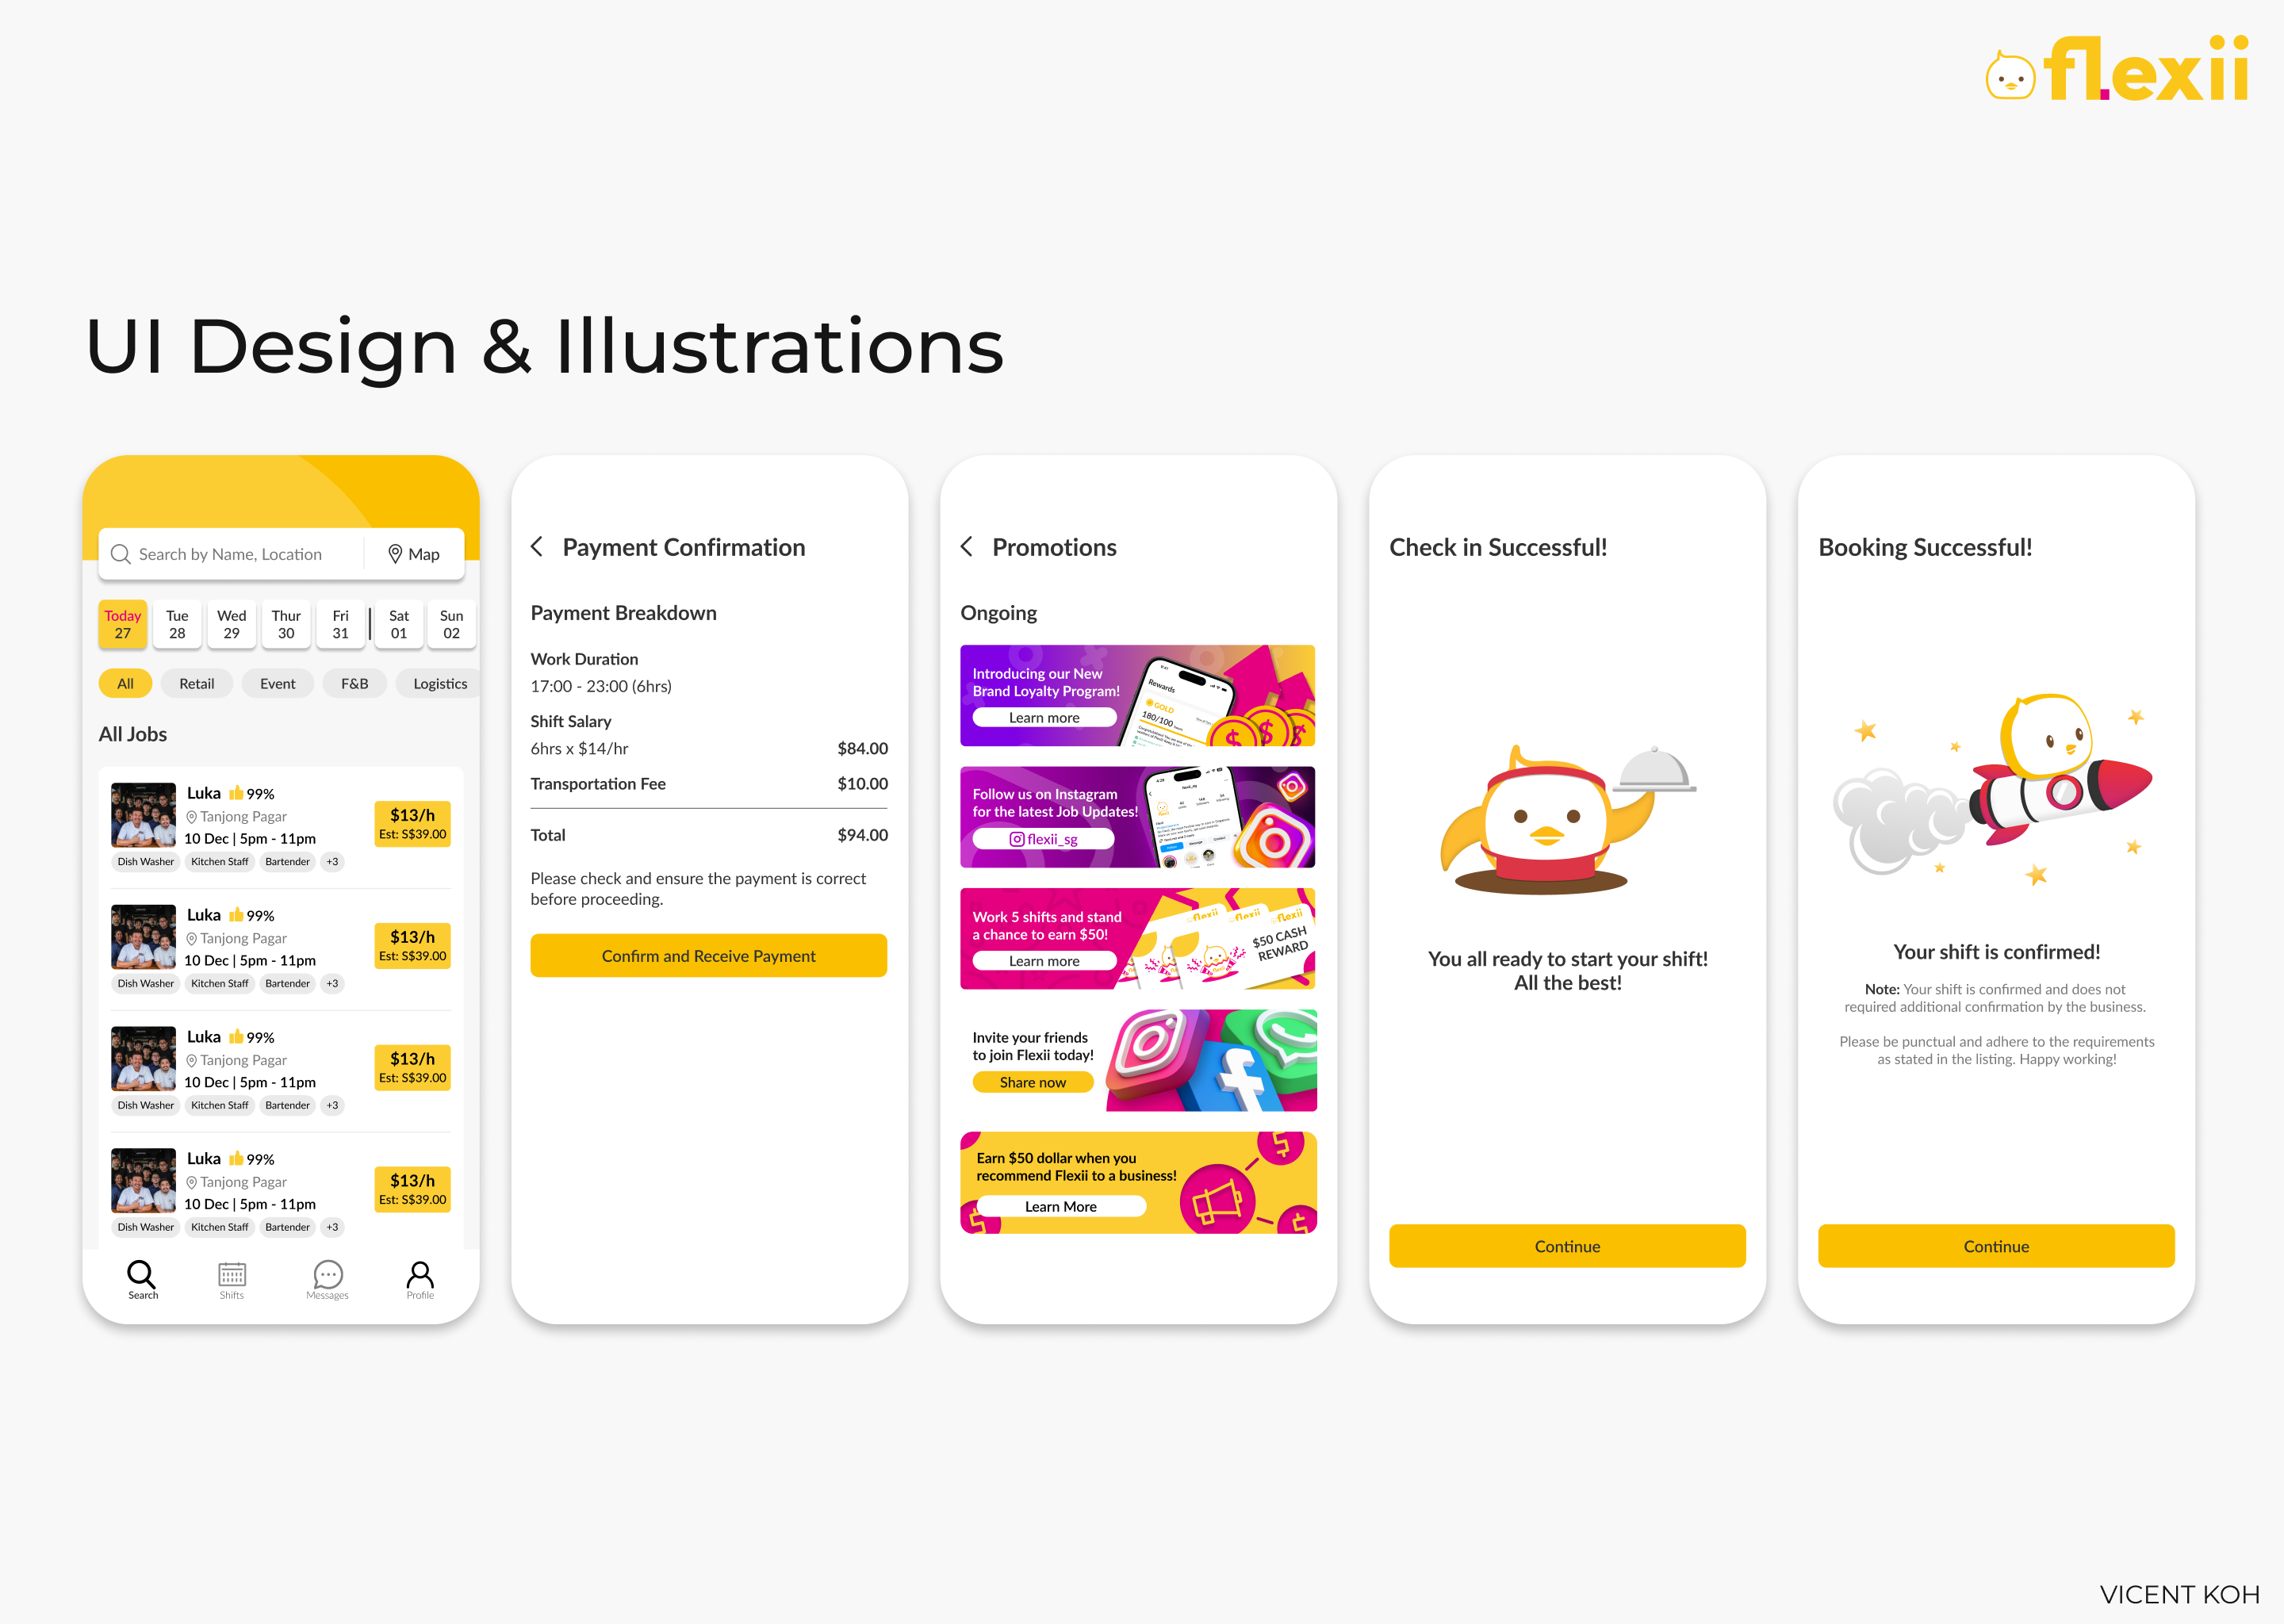 flexii
UI Design & Illustrations
Search by Name, Location
Map
Today
27
Tue
28
Wed
29
Thur
30
Fri
31
Sat
01
Sun
02
All
Retail
Event
F&B
Logistics
All Jobs
Luka 99%
Tanjong Pagar
10 Dec | 5pm - 11pm
$13/h
Est: S$39.00
Dish Washer
Kitchen Staff
Bartender
+3
Luka 99%
Tanjong Pagar
10 Dec | 5pm - 11pm
$13/h
Est: S$39.00
Dish Washer
Kitchen Staff
Bartender
+3
Luka 99%
Tanjong Pagar
10 Dec | 5pm - 11pm
$13/h
Est: S$39.00
Dish Washer
Kitchen Staff
Bartender
+3
Luka 99%
Tanjong Pagar
10 Dec | 5pm - 11pm
$13/h
Est: S$39.00
Dish Washer
Kitchen Staff
Bartender
+3
Search
Shifts
Messages
Profile
Payment Confirmation
Payment Breakdown
Work Duration
17:00 - 23:00 (6hrs)
Shift Salary
6hrs x $14/hr $84.00
Transportation Fee $10.00
Total $94.00
Please check and ensure the payment is correct
before proceeding.
Confirm and Receive Payment
Promotions
Ongoing
Introducing our New
Brand Loyalty Program!
Learn more
Rewards
GOLD
180/100
Follow us on Instagram
for the latest Job Updates!
flexii_sg
Work 5 shifts and stand
a chance to earn $50!
Learn more
flexii
flexii
flexii
$50 CASH
REWARD
Invite your friends
to join Flexii today!
Share now
Earn $50 dollar when you
recommend Flexii to a business!
Learn More
Check in Successful!
You all ready to start your shift!
All the best!
Continue
Booking Successful!
Your shift is confirmed!
Note: Your shift is confirmed and does not
required additional confirmation by the business.
Please be punctual and adhere to the requirements
as stated in the listing. Happy working!
Continue
VICENT KOH